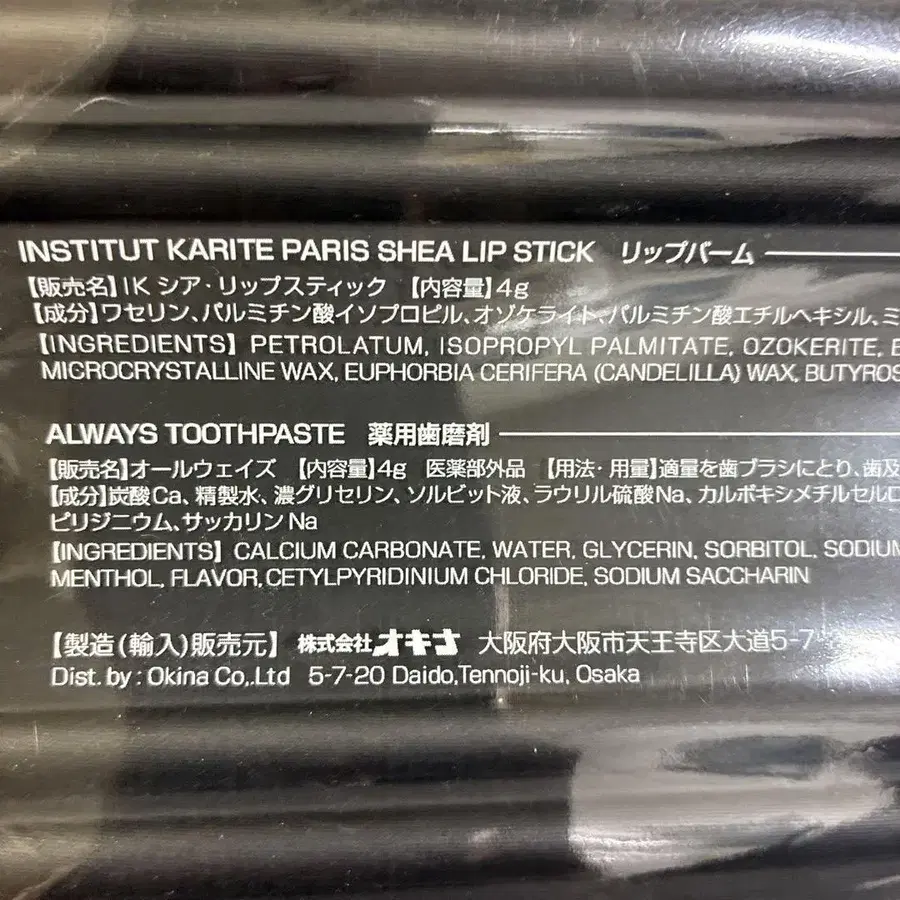 INSTITUT KARITE PARIS SHEA LIP STICK リップバーム
【販売名】IK シア・リップスティック 【内容量】4g
【成分】ワセリン、パルミチン酸イソプロピル、オゾケライト、パルミチン酸エチルヘキシル、ミ
【INGREDIENTS】 PETROLATUM, ISOPROPYL PALMITATE, OZOKERITE, E
MICROCRYSTALLINE WAX, EUPHORBIA CERIFERA (CANDELILLA) WAX, BUTYROS
ALWAYS TOOTHPASTE 薬用歯磨剤
【販売名】オールウェイズ 【内容量】4g 医薬部外品 【用法・用量】適量を歯ブラシにとり、歯及
【成分】炭酸Ca、精製水、濃グリセリン、ソルビット液、ラウリル硫酸Na、カルボキシメチルセルロ
ピリジニウム、サッカリンNa
【INGREDIENTS】 CALCIUM CARBONATE, WATER, GLYCERIN, SORBITOL, SODIUM
MENTHOL, FLAVOR, CETYLPYRIDINIUM CHLORIDE, SODIUM SACCHARIN
【製造(輸入)販売元】 株式会社オキナ 大阪府大阪市天王寺区大道5-7
Dist. by : Okina Co,.Ltd 5-7-20 Daido,Tennoji-ku, Osaka